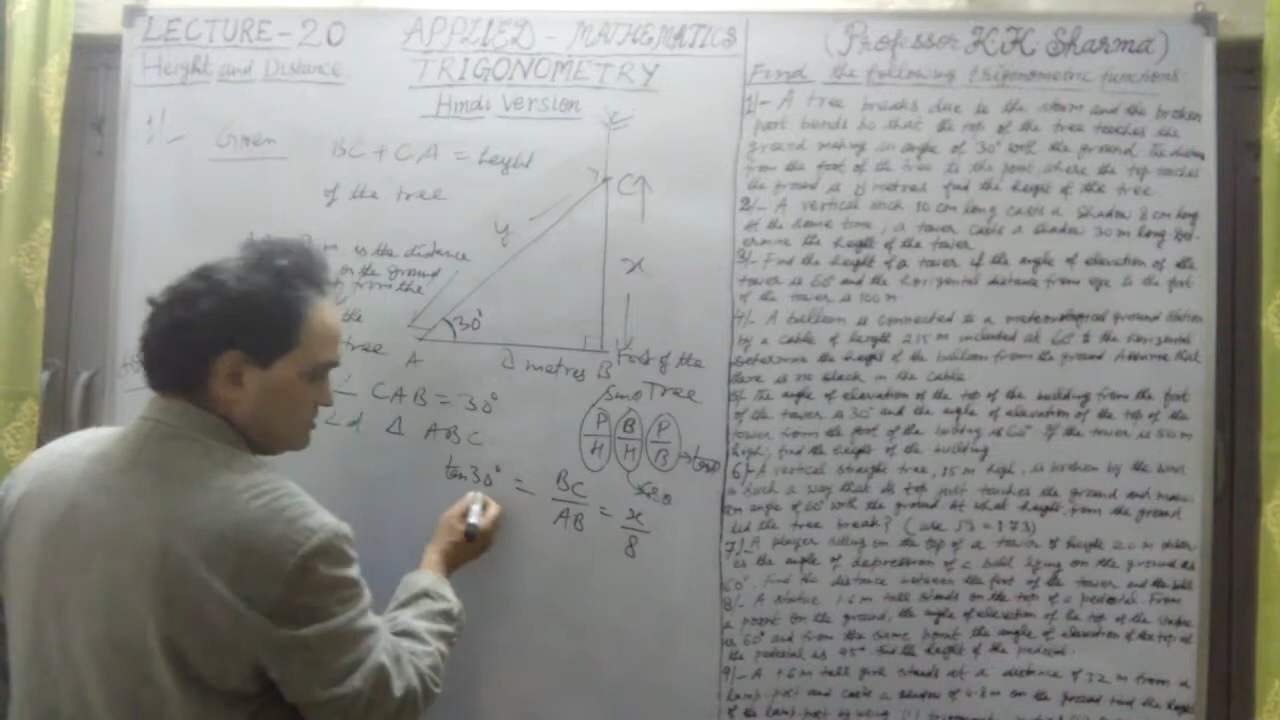 LECTURE-20
Height and Distance
APPLIED - MATHEMATICS
TRIGONOMETRY
Hindi Version
(Professor KK Sharma)
1/- Given BC + CA = height
of the tree
m is the distance
on the ground
from the
the
tree
∠ CAB = 30°
∠d Δ ABC
tan30° = BC/AB = x/8
C
y
x
30°
A
metres B Foot of the
Tree
sinθ
P/H B/H P/B
Find the following trigonometric functions
1/- A tree breaks due to the storm and the broken
part bends so that the top of the tree touches the
ground making an angle of 30° with the ground. The distance
from the foot of the tree to the point where the top touches
the ground is 8 metres find the height of the tree
2/- A vertical stick 10 cm long casts a shadow 8 cm long
At the same time, a tower casts a shadow 30 m long Det-
ermine the height of the tower
3/- Find the height of a tower if the angle of elevation of the
tower is 60° and the horizontal distance from eye to the foot
of the tower is 100 m
4/- A balloon is connected to a meteorological ground station
by a cable of height 215 m inclined at 60° to the horizontal
determine the height of the balloon from the ground Assume that
there is no slack in the cable
5/- The angle of elevation of the top of the building from the foot
of the tower is 30° and the angle of elevation of the top of the
tower from the foot of the building is 60° If the tower is 50 m
high, find the height of the building
6/- A vertical straight tree, 15 m high, is broken by the wind
in such a way that its top just touches the ground and makes
an angle of 60° with the ground. At what height from the ground
did the tree break? (use √3 = 1.73)
7/- A player sitting on the top of a tower of height 20 m
the angle of depression of a ball lying on the ground as
60°. Find the distance between the foot of the tower and the ball
8/- A statue 1.6 m tall stands on the top of a pedestal. From
a point on the ground, the angle of elevation of the top of the statue
is 60° and from the same point the angle of elevation of the top of
the pedestal is 45° find the height of the pedestal.
9/- A 1.6 m tall girl stands at a distance of 3.2 m from a
lamp-post and casts a shadow of 4.8 m on the ground find the height
of the lamp-post by using